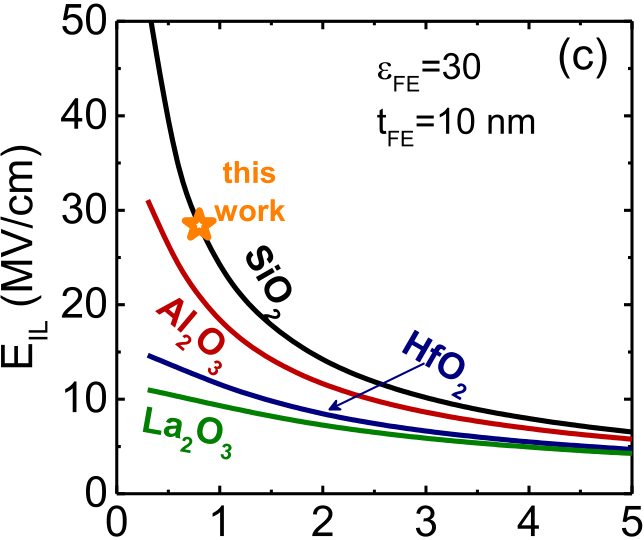 50
40
30
20
10
0
E_IL (MV/cm)
(c)
ε_FE=30
t_FE=10 nm
this
work
SiO₂
Al₂O₃
HfO₂
La₂O₃
0 1 2 3 4 5